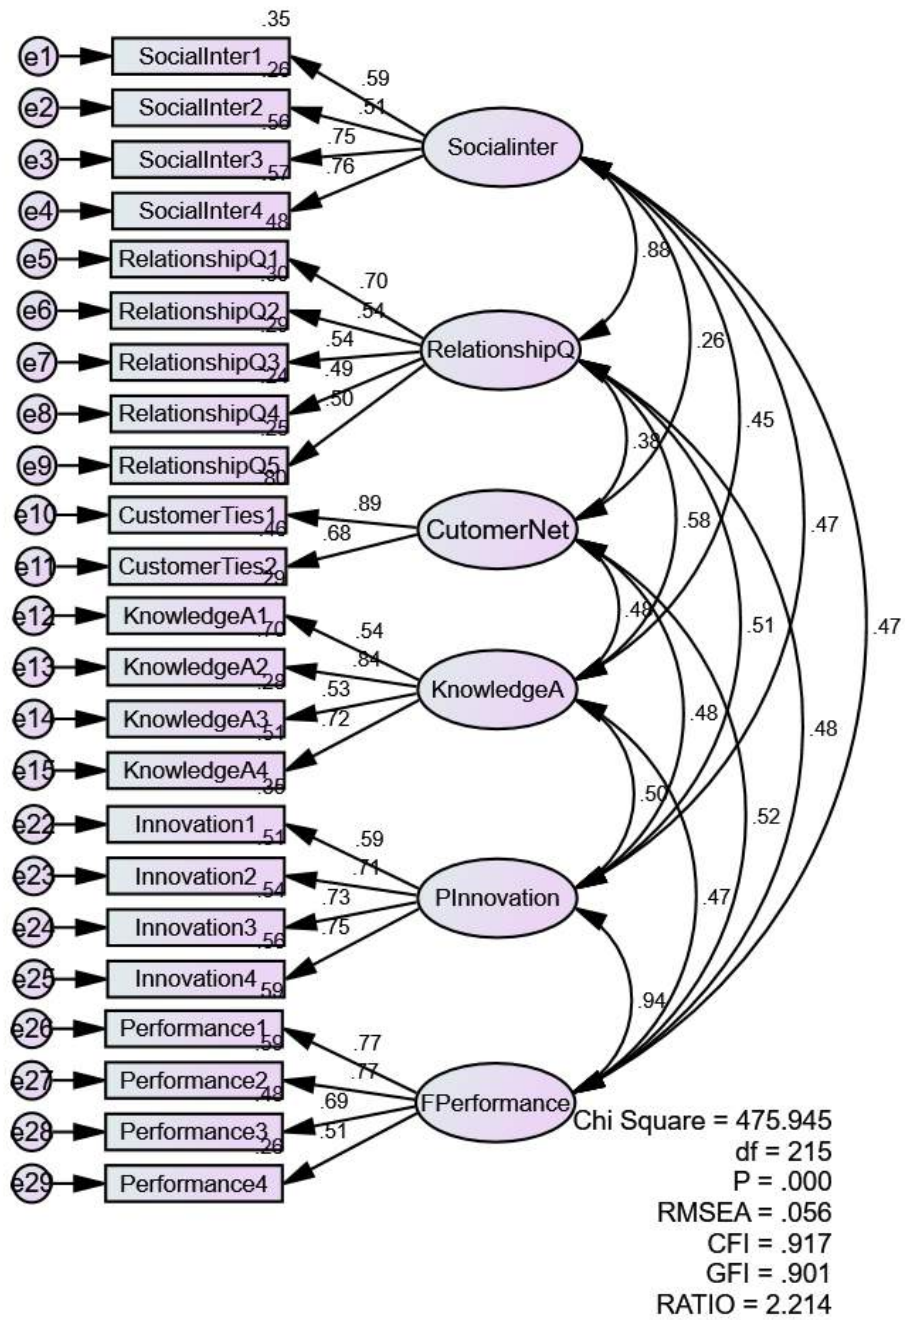 .35
e1 SocialInter1 .26
.59
e2 SocialInter2 .56
.51
Socialinter
e3 SocialInter3 .57
.75
.76
e4 SocialInter4 .48
e5 RelationshipQ1 .30
.88
.70
e6 RelationshipQ2 .29
.54
.54
RelationshipQ
.26
e7 RelationshipQ3 .24
.49
e8 RelationshipQ4 .25
.50
.38
.45
e9 RelationshipQ5 .80
e10 CustomerTies1 .46
.89
.68
CutomerNet
.58
.47
e11 CustomerTies2 .29
e12 KnowledgeA1 .70
.54
.48
.51
.47
e13 KnowledgeA2 .28
.84
.53
KnowledgeA
e14 KnowledgeA3 .51
.72
.48
.48
e15 KnowledgeA4 .35
.50
e22 Innovation1 .51
.59
.52
e23 Innovation2 .54
.71
.73
PInnovation
.47
e24 Innovation3 .56
.75
e25 Innovation4 .59
.94
e26 Performance1 .59
.77
e27 Performance2 .48
.77
.69
FPerformance
e28 Performance3 .26
.51
e29 Performance4
Chi Square = 475.945
df = 215
P = .000
RMSEA = .056
CFI = .917
GFI = .901
RATIO = 2.214